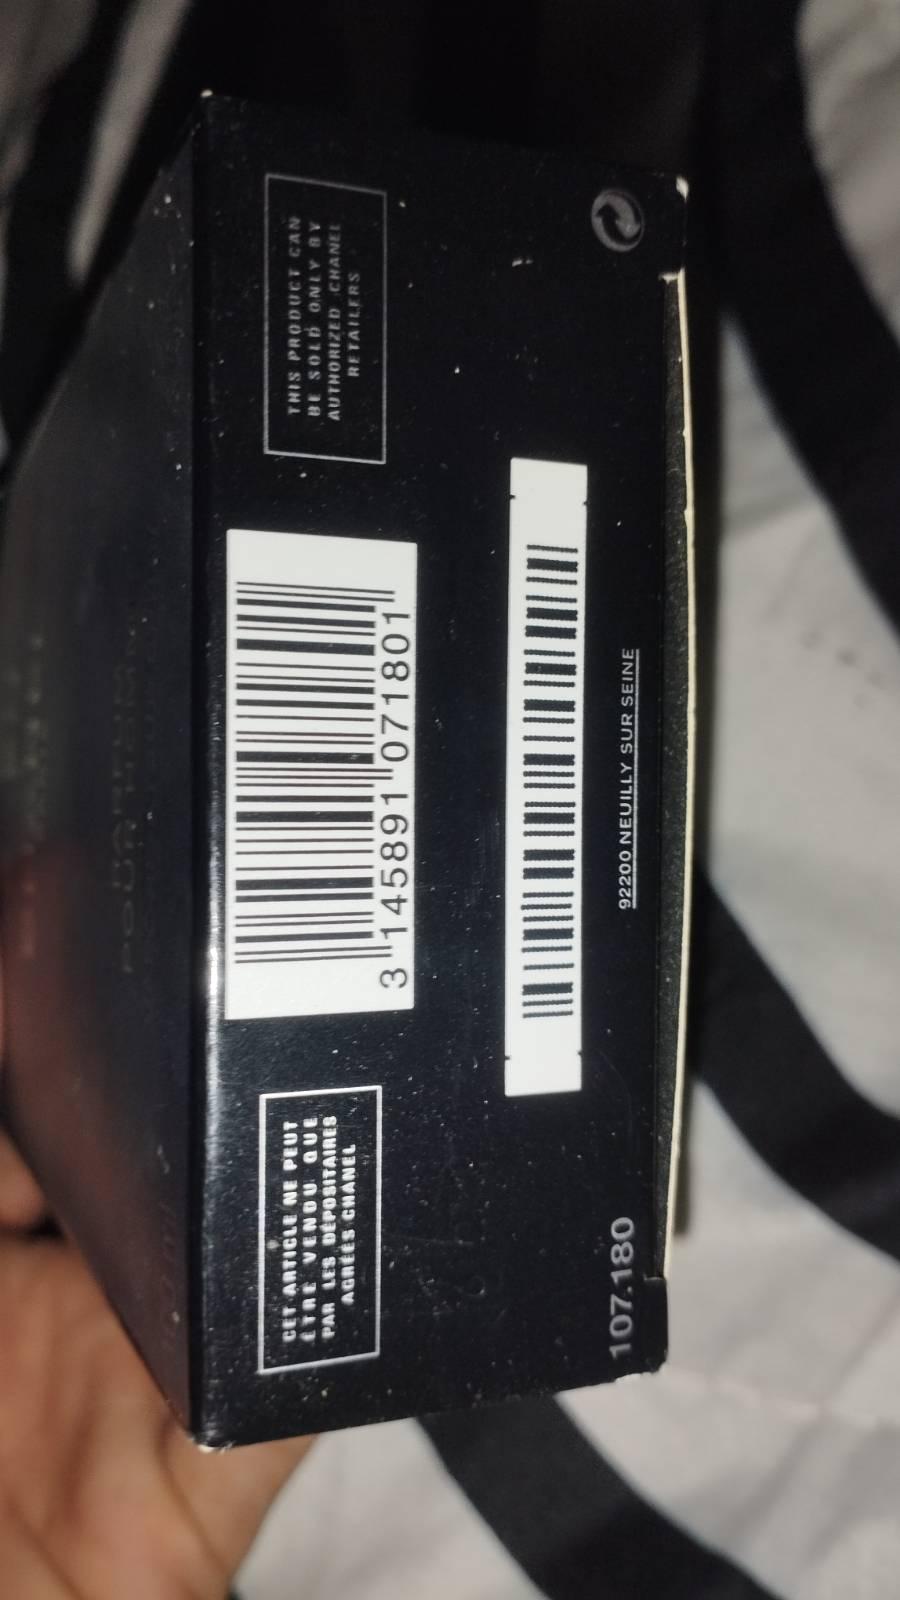 CET ARTICLE NE PEUT
ÊTRE VENDU QUE
PAR LES DÉPOSITAIRES
AGRÉÉS CHANEL
3 145891 071801
THIS PRODUCT CAN
BE SOLD ONLY BY
AUTHORIZED CHANEL
RETAILERS
107.180
92200 NEUILLY SUR SEINE